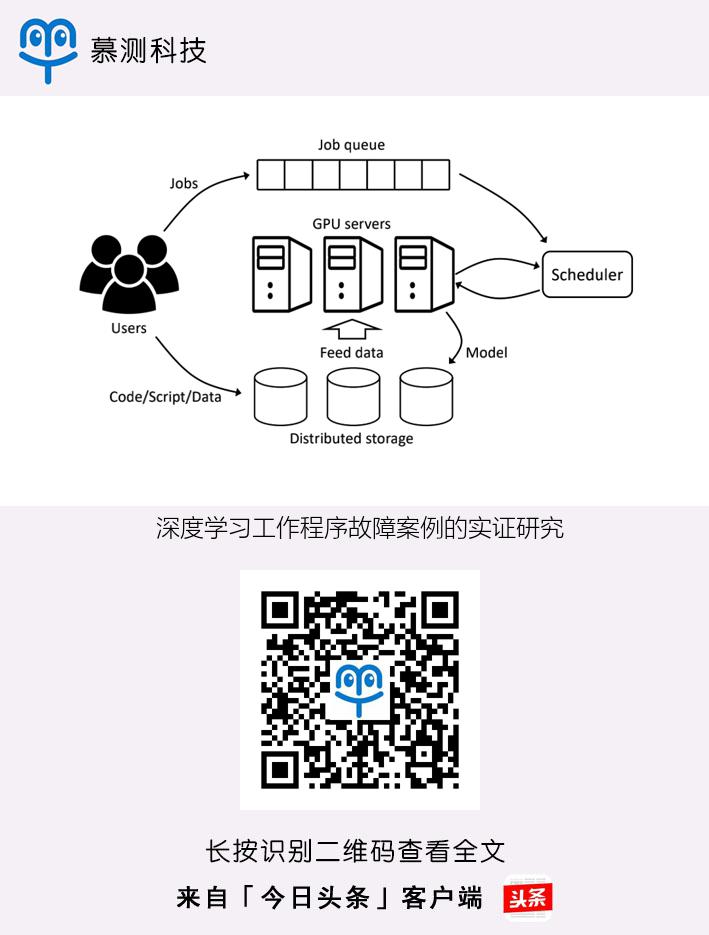 慕测科技
Job queue
Jobs
GPU servers
Scheduler
Users
Feed data
Model
Code/Script/Data
Distributed storage
深度学习工作程序故障案例的实证研究
长按识别二维码查看全文
来自「今日头条」客户端
头条